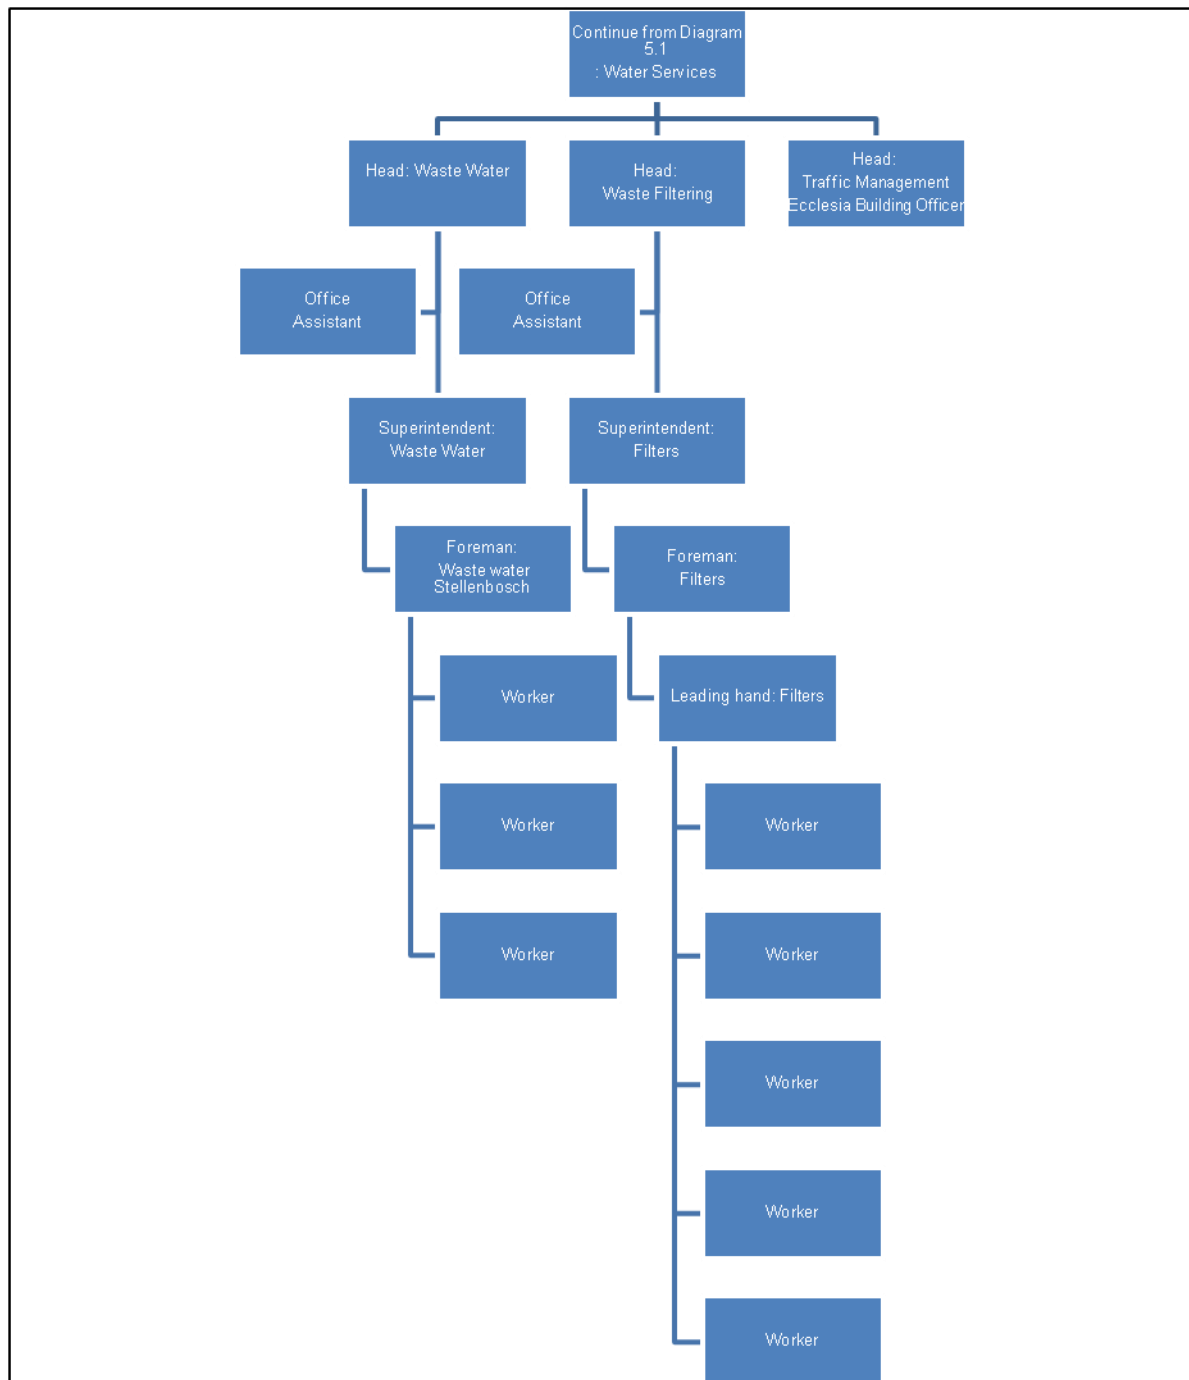 Continue from Diagram
5.1
: Water Services
Head: Waste Water
Head:
Waste Filtering
Head:
Traffic Management
Ecclesia Building Officer
Office
Assistant
Office
Assistant
Superintendent:
Waste Water
Superintendent:
Filters
Foreman:
Waste water
Stellenbosch
Foreman:
Filters
Worker
Leading hand: Filters
Worker
Worker
Worker
Worker
Worker
Worker
Worker